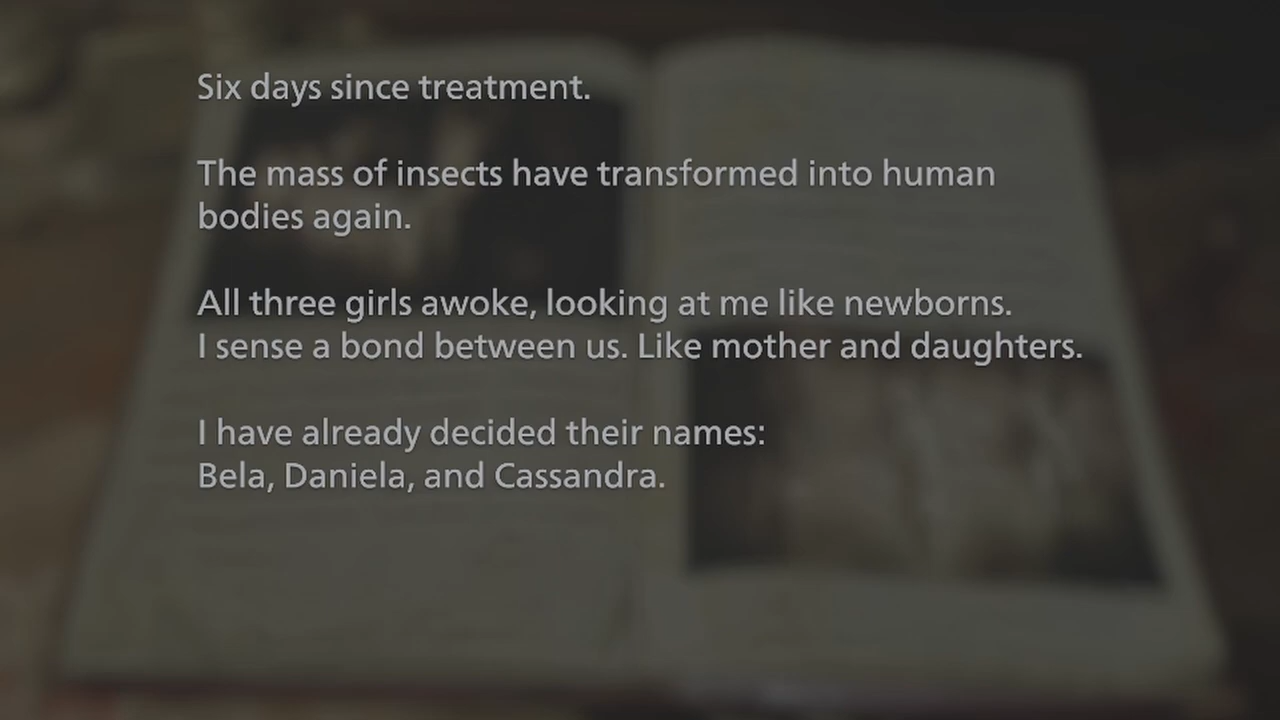 Six days since treatment.
The mass of insects have transformed into human
bodies again.
All three girls awoke, looking at me like newborns.
I sense a bond between us. Like mother and daughters.
I have already decided their names:
Bela, Daniela, and Cassandra.